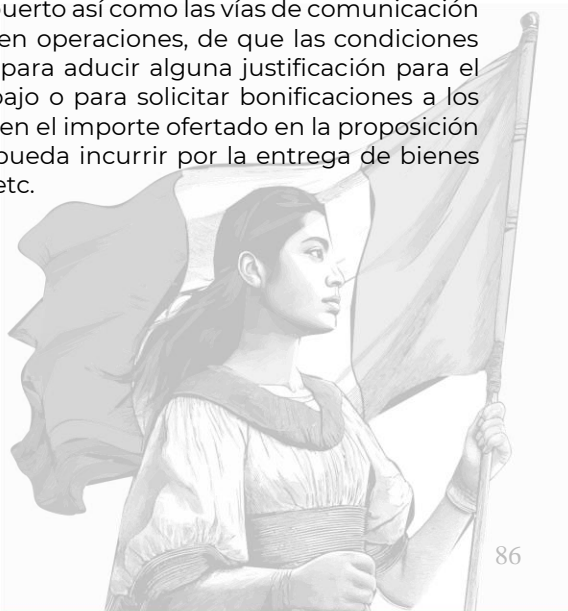 puerto así como las vías de comunicación
en operaciones, de que las condiciones
para aducir alguna justificación para el
bajo o para solicitar bonificaciones a los
en el importe ofertado en la proposición
pueda incurrir por la entrega de bienes
etc.
86